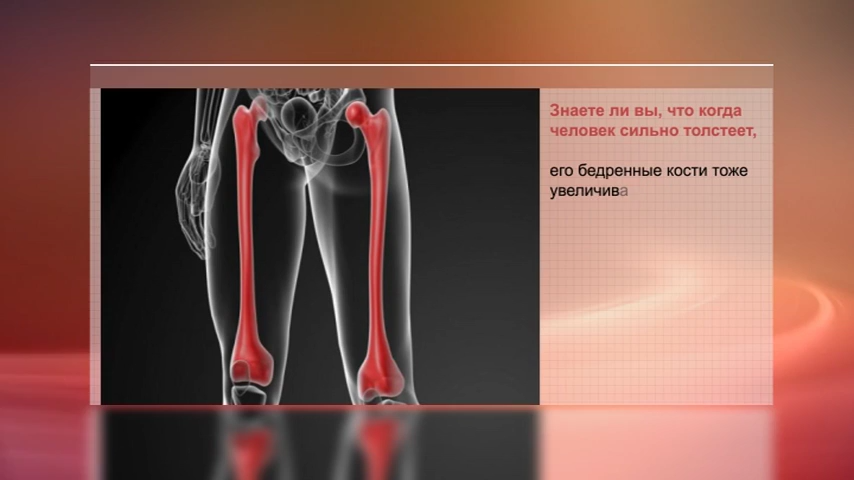 Знаете ли вы, что когда
человек сильно толстеет,
его бедренные кости тоже
увеличива